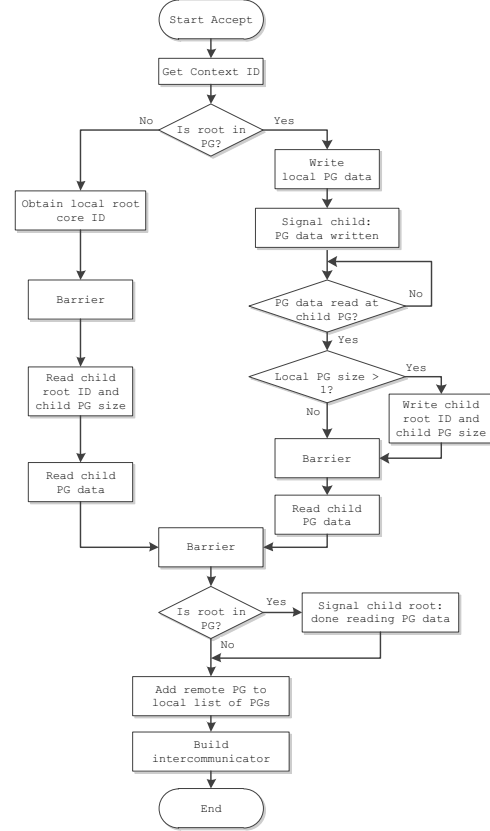 Start Accept
Get Context ID
Is root in
PG?
No
Yes
Write
local PG data
Obtain local root
core ID
Signal child:
PG data written
Barrier
PG data read at
child PG?
No
Yes
Read child
root ID and
child PG size
Local PG size >
1?
Yes
No
Write child
root ID and
child PG size
Barrier
Read child
PG data
Read child
PG data
Barrier
Is root in
PG?
Yes
Signal child root:
done reading PG data
No
Add remote PG to
local list of PGs
Build
intercommunicator
End